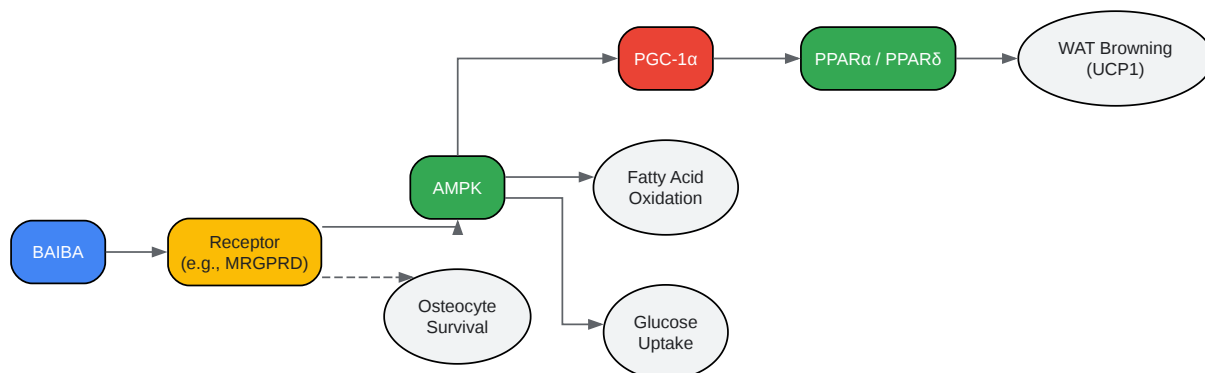 PGC-1α
PPARα / PPARδ
WAT Browning
(UCP1)
AMPK
Fatty Acid
Oxidation
BAIBA
Receptor
(e.g., MRGPRD)
Osteocyte
Survival
Glucose
Uptake